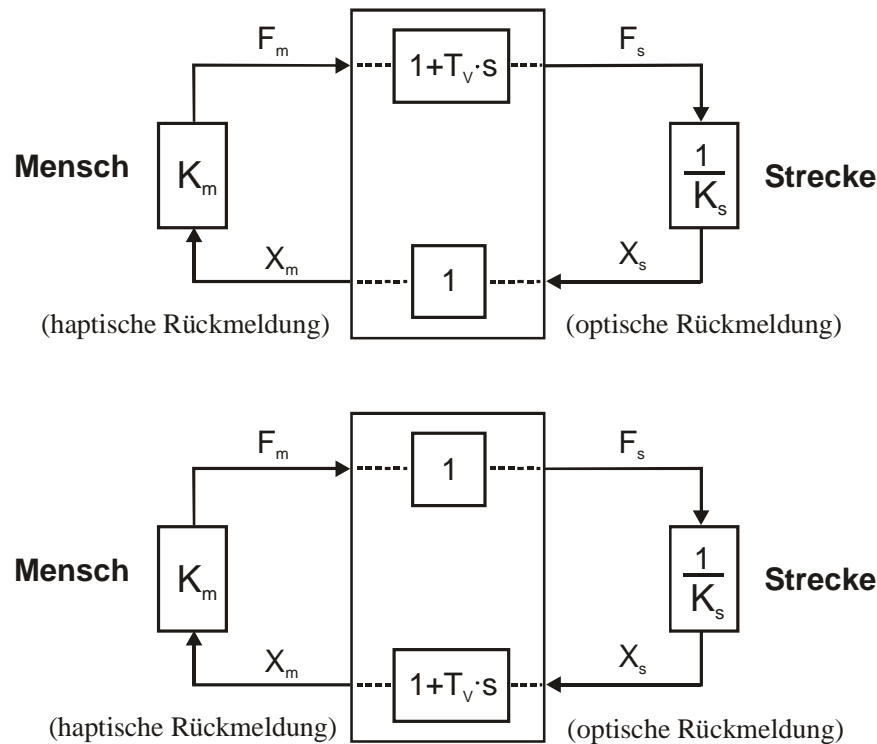 F_m
1+T_v·s
F_s
Mensch
K_m
1
K_s
Strecke
X_m
1
X_s
(haptische Rückmeldung)
(optische Rückmeldung)
F_m
1
F_s
Mensch
K_m
1
K_s
Strecke
X_m
1+T_v·s
X_s
(haptische Rückmeldung)
(optische Rückmeldung)